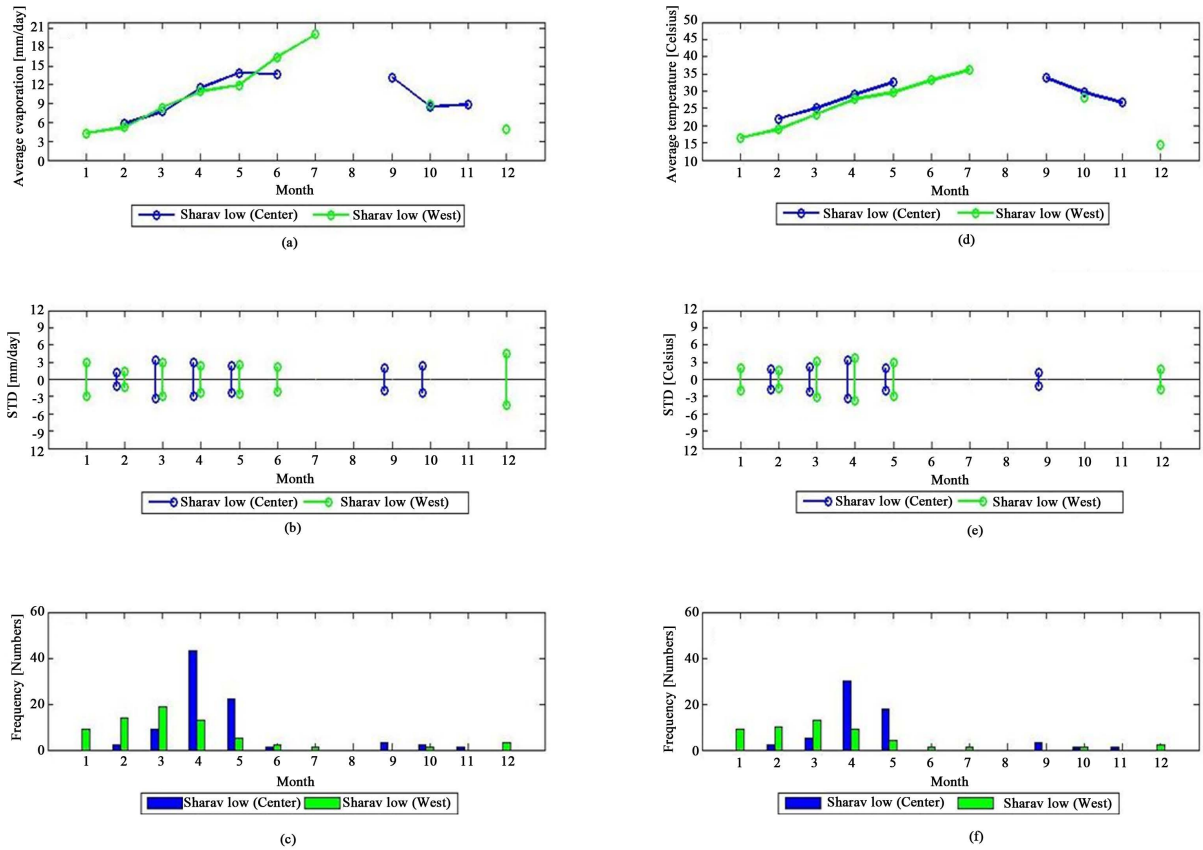 Average evaporation [mm/day]
21
18
15
12
9
6
3
0
1 2 3 4 5 6 7 8 9 10 11 12
Month
Sharav low (Center) Sharav low (West)
(a)
Average temperature [Celsius]
50
45
40
35
30
25
20
15
10
1 2 3 4 5 6 7 8 9 10 11 12
Month
Sharav low (Center) Sharav low (West)
(d)
STD [mm/day]
12
9
6
3
0
-3
-6
-9
12
1 2 3 4 5 6 7 8 9 10 11 12
Month
Sharav low (Center) Sharav low (West)
(b)
STD [Celsius]
12
9
6
3
0
-3
-6
-9
12
1 2 3 4 5 6 7 8 9 10 11 12
Month
Sharav low (Center) Sharav low (West)
(e)
Frequency [Numbers]
60
40
20
0
1 2 3 4 5 6 7 8 9 10 11 12
Month
Sharav low (Center) Sharav low (West)
(c)
Frequency [Numbers]
60
40
20
0
1 2 3 4 5 6 7 8 9 10 11 12
Month
Sharav low (Center) Sharav low (West)
(f)